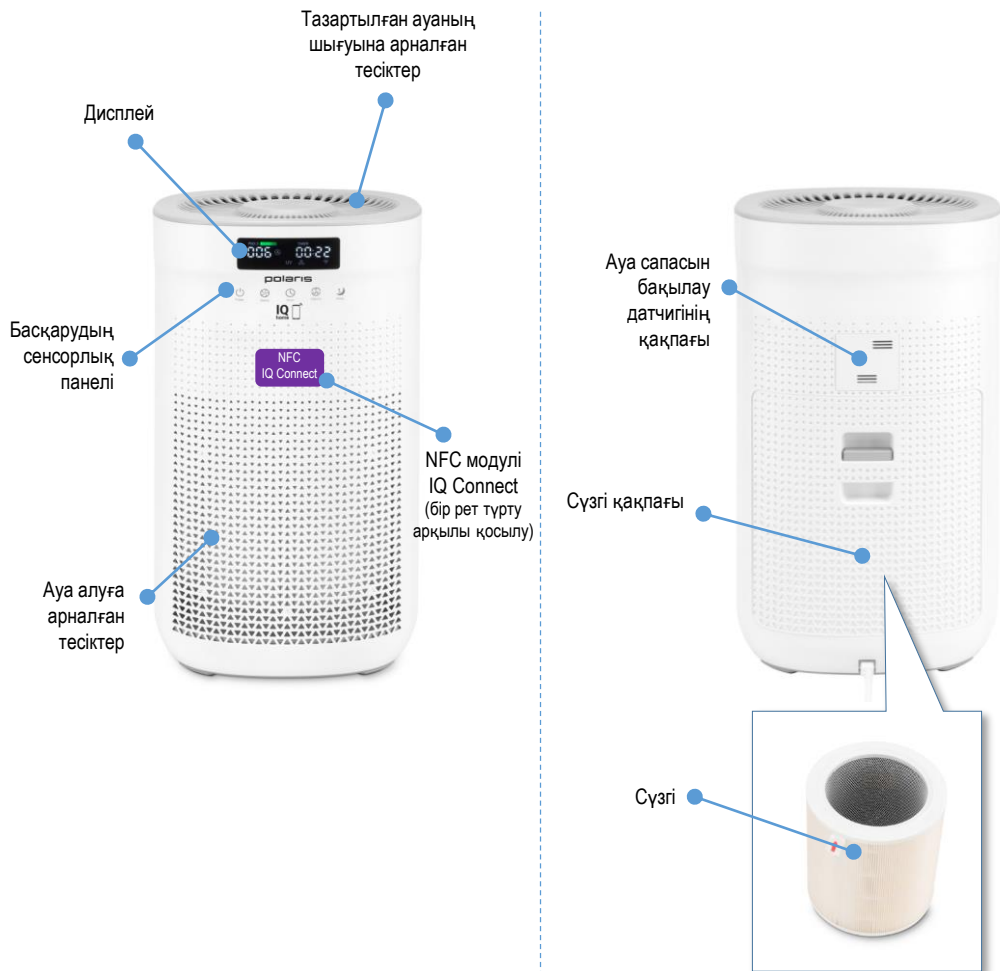 Тазартылған ауаның
шығуына арналған
тесіктер
Дисплей
006 00:22
polaris
IQ
home
Басқарудың
сенсорлық
панелі
NFC
IQ Connect
NFC модулі
IQ Connect
(бір рет түрту
арқылы қосылу)
Ауа алуға
арналған
тесіктер
Ауа сапасын
бақылау
датчигінің
қақпағы
Сүзгі қақпағы
Сүзгі